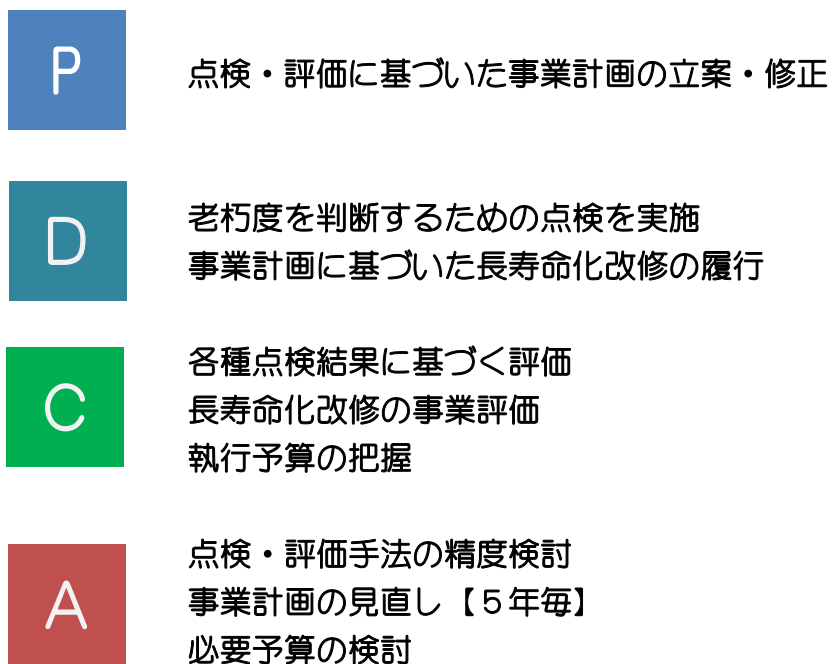 P
点検・評価に基づいた事業計画の立案・修正
D
老朽度を判断するための点検を実施
事業計画に基づいた長寿命化改修の履行
C
各種点検結果に基づく評価
長寿命化改修の事業評価
執行予算の把握
A
点検・評価手法の精度検討
事業計画の見直し【５年毎】
必要予算の検討